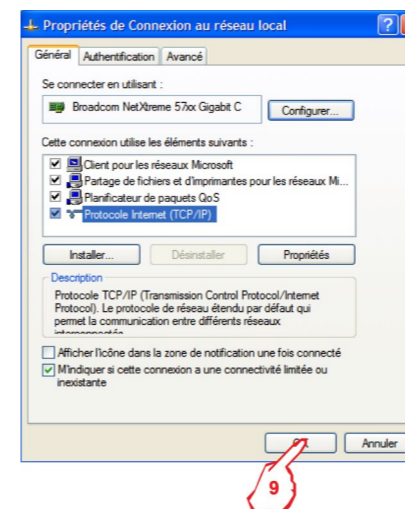 Propriétés de Connexion au réseau local
?
Général Authentification Avancé
Se connecter en utilisant :
Broadcom NetXtreme 57xx Gigabit C
Configurer...
Cette connexion utilise les éléments suivants :
Client pour les réseaux Microsoft
Partage de fichiers et d'imprimantes pour les réseaux Mi...
Planificateur de paquets QoS
Protocole Internet (TCP/IP)
Installer... Désinstaller Propriétés
Description
Protocole TCP/IP (Transmission Control Protocol/Internet
Protocol). Le protocole de réseau étendu par défaut qui
permet la communication entre différents réseaux
Afficher l'icône dans la zone de notification une fois connecté
M'indiquer si cette connexion a une connectivité limitée ou
inexistante
OK Annuler
9